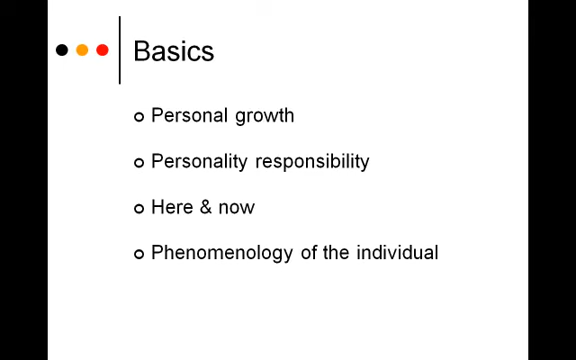 Basics
Personal growth
Personality responsibility
Here & now
Phenomenology of the individual